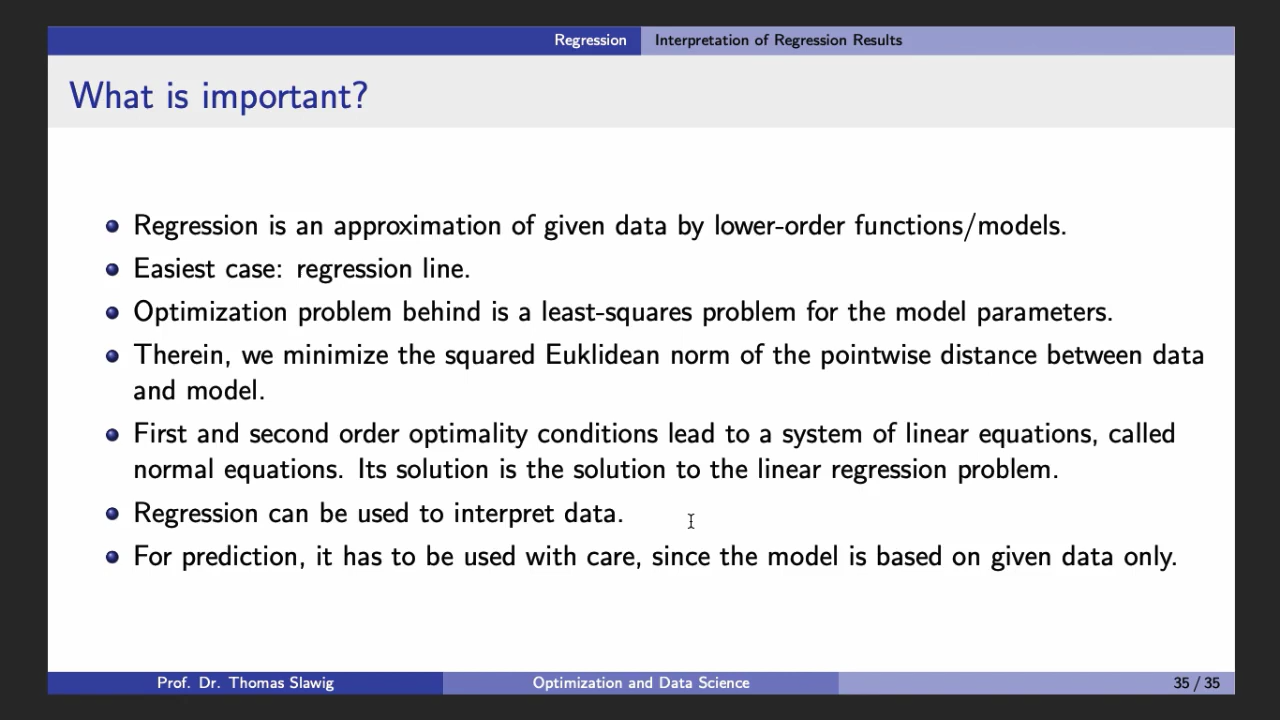 Regression
Interpretation of Regression Results
What is important?
Regression is an approximation of given data by lower-order functions/models.
Easiest case: regression line.
Optimization problem behind is a least-squares problem for the model parameters.
Therein, we minimize the squared Euklidean norm of the pointwise distance between data
and model.
First and second order optimality conditions lead to a system of linear equations, called
normal equations. Its solution is the solution to the linear regression problem.
Regression can be used to interpret data.
For prediction, it has to be used with care, since the model is based on given data only.
Prof. Dr. Thomas Slawig
Optimization and Data Science
35 / 35